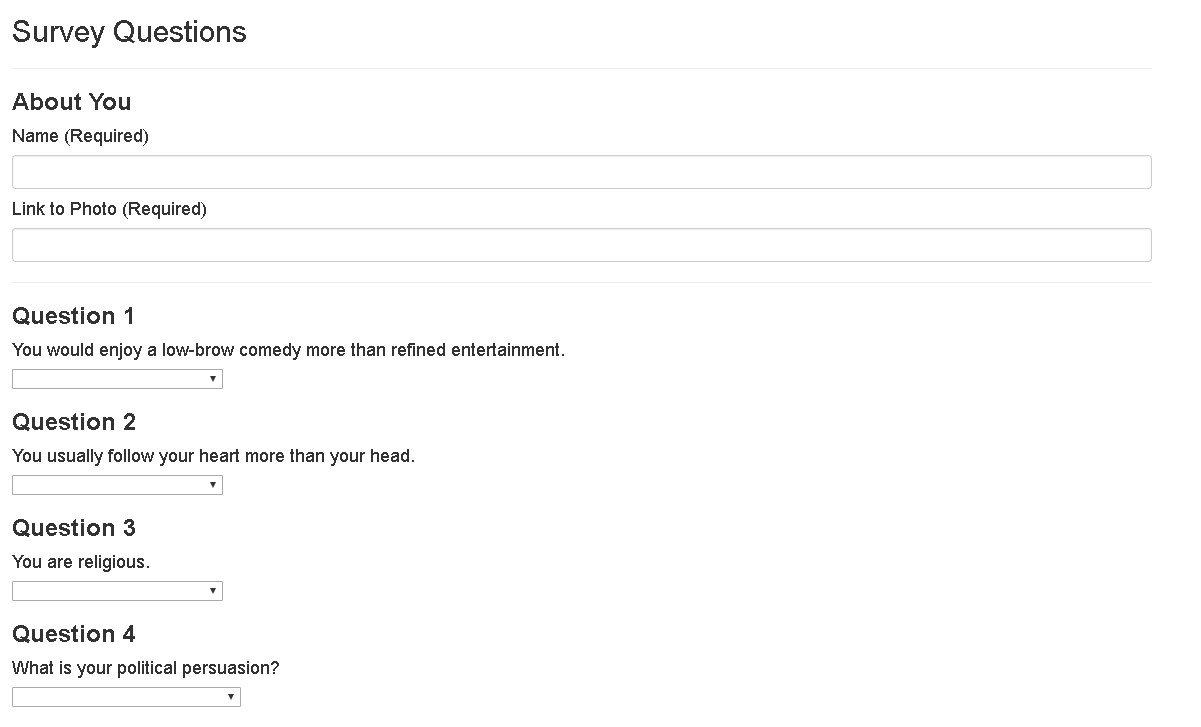 Survey Questions
About You
Name (Required)
Link to Photo (Required)
Question 1
You would enjoy a low-brow comedy more than refined entertainment.
Question 2
You usually follow your heart more than your head.
Question 3
You are religious.
Question 4
What is your political persuasion?